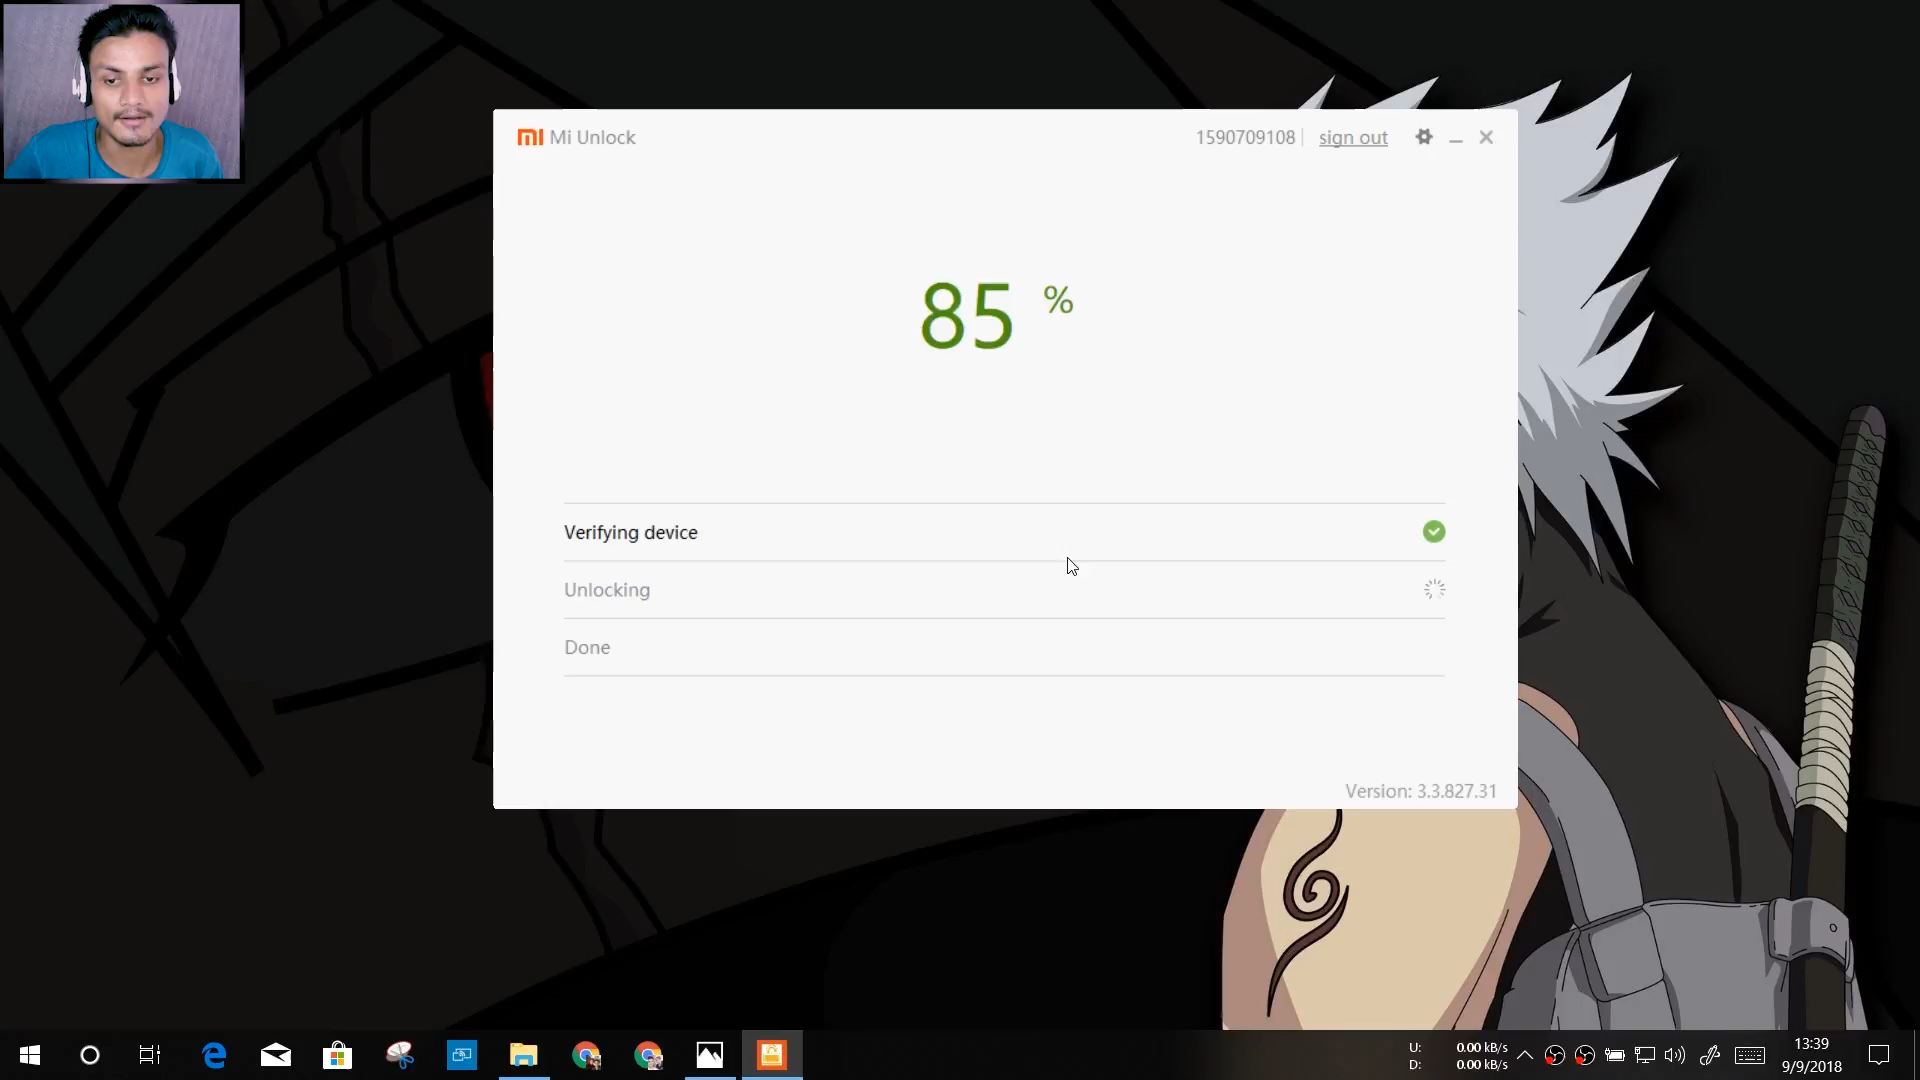 Mi Unlock
1590709108
sign out
85 %
Verifying device
Unlocking
Done
Version: 3.3.827.31
U: 0.00 kB/s
D: 0.00 kB/s
13:39
9/9/2018